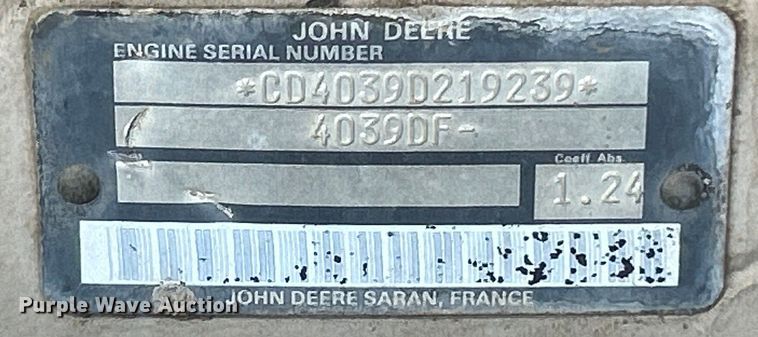 JOHN DEERE
ENGINE SERIAL NUMBER
*CD4039D219239*
4039DF-
Coeff Abs.
1.24
JOHN DEERE SARAN, FRANCE
Purple Wave Auction